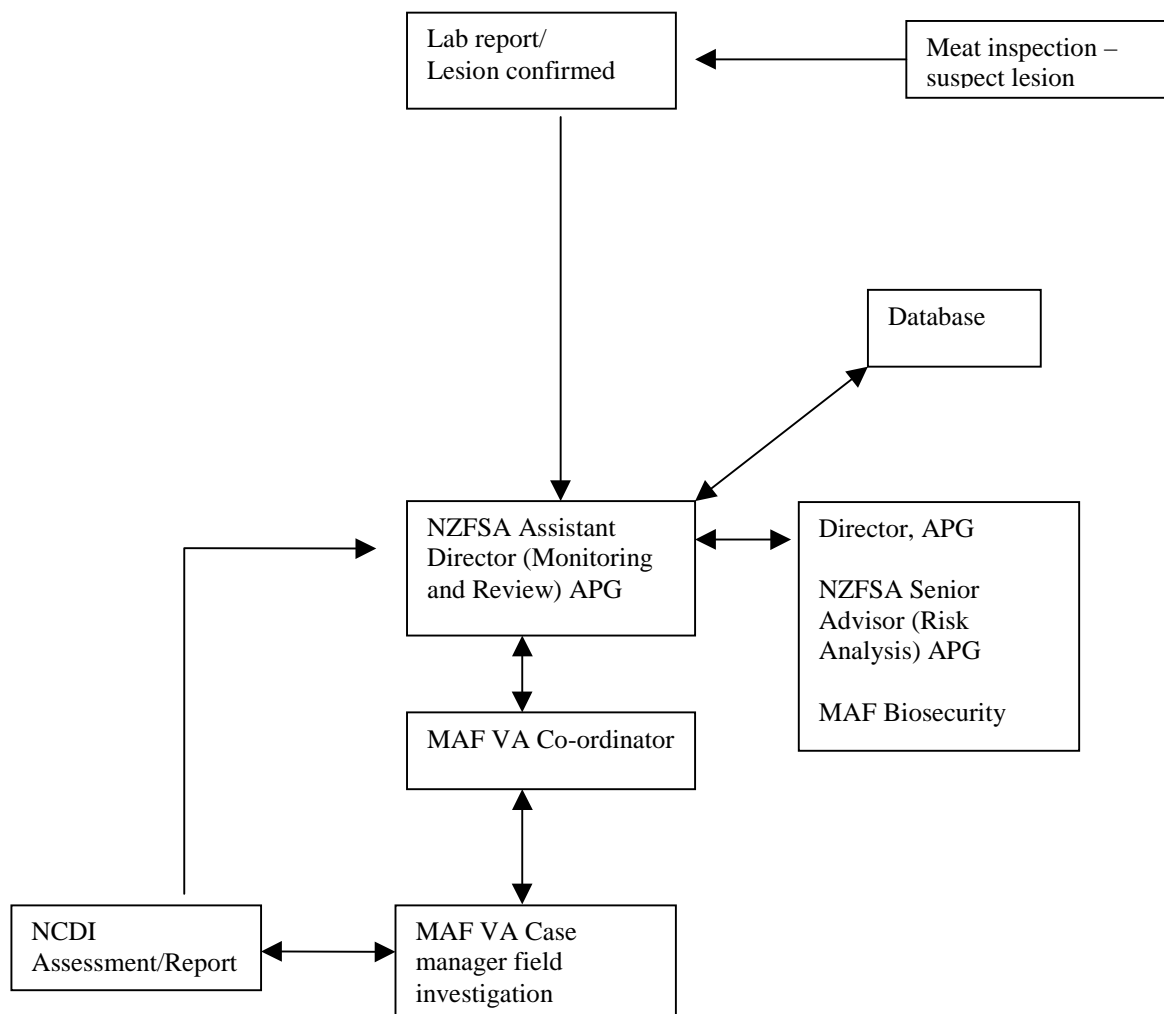 Lab report/
Lesion confirmed
Meat inspection –
suspect lesion
Database
NZFSA Assistant
Director (Monitoring
and Review) APG
Director, APG
NZFSA Senior
Advisor (Risk
Analysis) APG
MAF Biosecurity
MAF VA Co-ordinator
NCDI
Assessment/Report
MAF VA Case
manager field
investigation